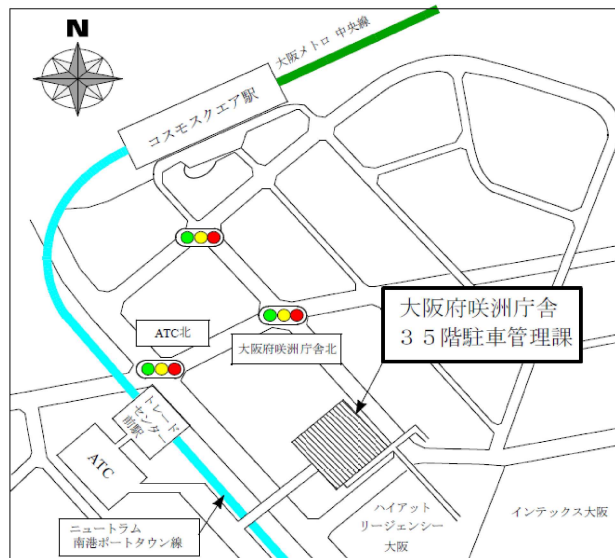 N
大阪メトロ 中央線
コスモスクエア駅
大阪府咲洲庁舎
３５階駐車管理課
ATC北
大阪府咲洲庁舎北
トレード
センター
前駅
ATC
ニュートラム
南港ポートタウン線
ハイアット
リージェンシー
大阪
インテックス大阪